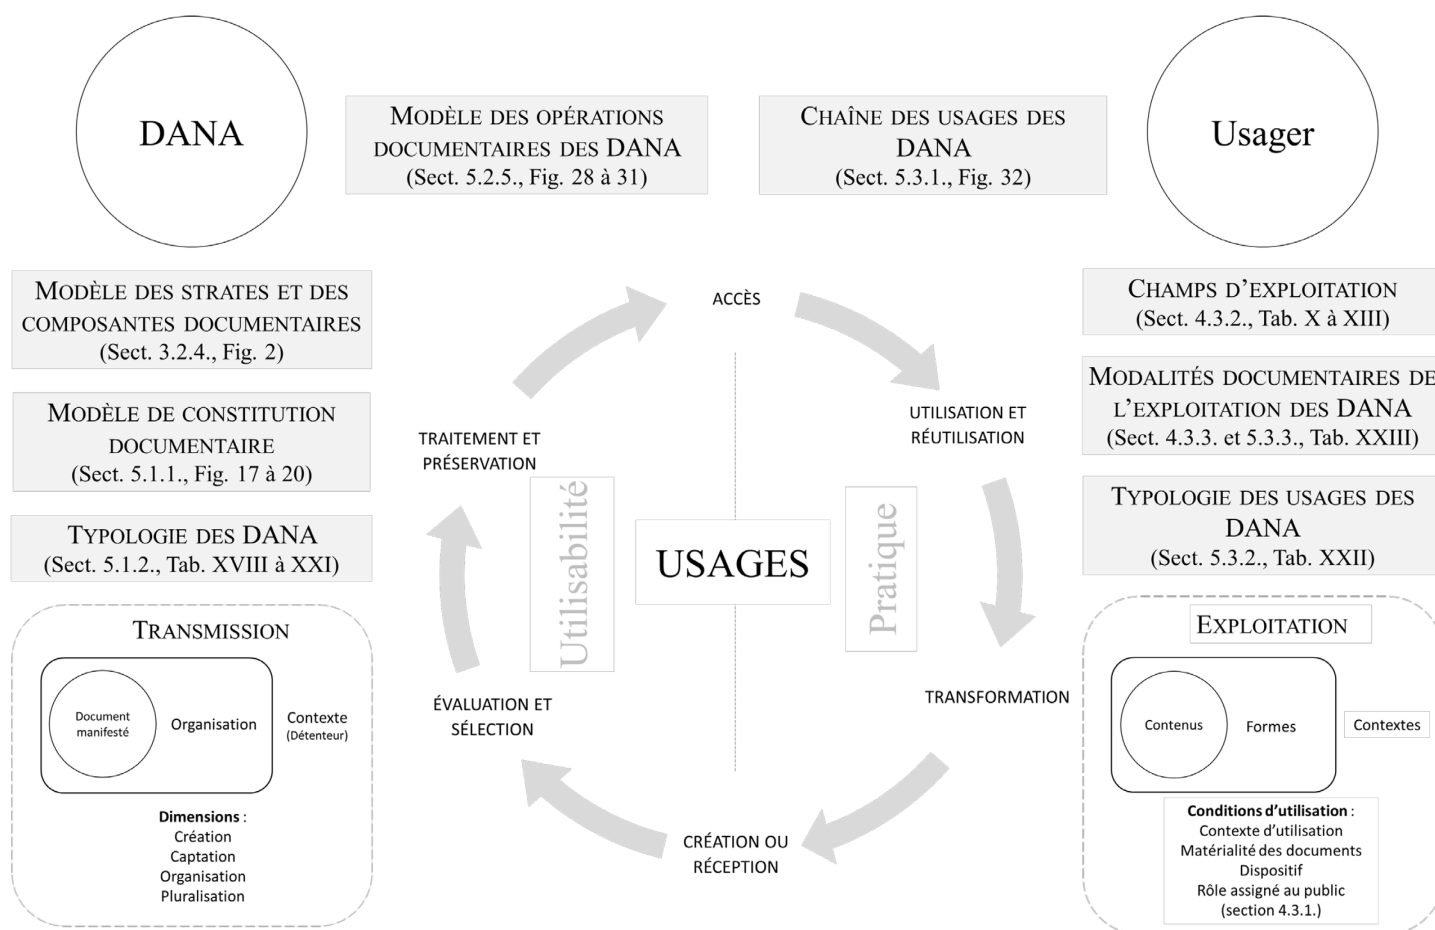 DANA
MODÈLE DES OPÉRATIONS
DOCUMENTAIRES DES DANA
(Sect. 5.2.5., Fig. 28 à 31)
CHAÎNE DES USAGES DES
DANA
(Sect. 5.3.1., Fig. 32)
Usager
MODÈLE DES STRATES ET DES
COMPOSANTES DOCUMENTAIRES
(Sect. 3.2.4., Fig. 2)
MODÈLE DE CONSTITUTION
DOCUMENTAIRE
(Sect. 5.1.1., Fig. 17 à 20)
TYPOLOGIE DES DANA
(Sect. 5.1.2., Tab. XVIII à XXI)
TRANSMISSION
Document
manifesté
Organisation
Contexte
(Détenteur)
Dimensions :
Création
Captation
Organisation
Pluralisation
ACCÈS
UTILISATION ET
RÉUTILISATION
TRANSFORMATION
CRÉATION OU
RÉCEPTION
ÉVALUATION ET
SÉLECTION
TRAITEMENT ET
PRÉSERVATION
Utilisabilité
USAGES
Pratique
CHAMPS D’EXPLOITATION
(Sect. 4.3.2., Tab. X à XIII)
MODALITÉS DOCUMENTAIRES DE
L’EXPLOITATION DES DANA
(Sect. 4.3.3. et 5.3.3., Tab. XXIII)
TYPOLOGIE DES USAGES DES
DANA
(Sect. 5.3.2., Tab. XXII)
EXPLOITATION
Contenus
Formes
Contextes
Conditions d’utilisation :
Contexte d’utilisation
Matérialité des documents
Dispositif
Rôle assigné au public
(section 4.3.1.)